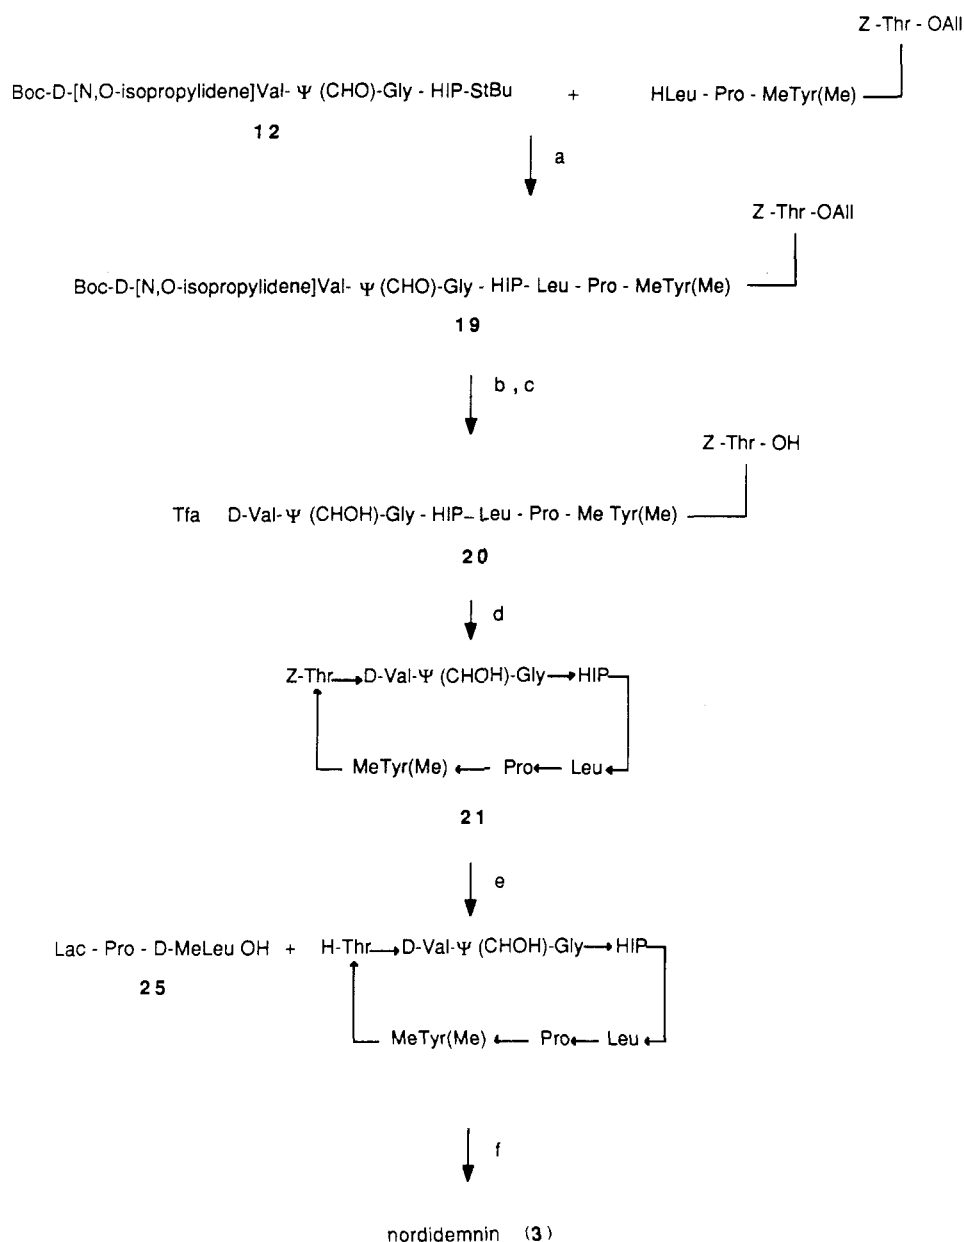 Z -Thr - OAll
Boc-D-[N,O-isopropylidene]Val- Ψ (CHO)-Gly - HIP-StBu + HLeu - Pro - MeTyr(Me)
12
a
Z -Thr -OAll
Boc-D-[N,O-isopropylidene]Val- Ψ (CHO)-Gly - HIP- Leu - Pro - MeTyr(Me)
19
b , c
Z -Thr - OH
Tfa D-Val- Ψ (CHOH)-Gly - HIP- Leu - Pro - Me Tyr(Me)
20
d
Z-Thr D-Val-Ψ (CHOH)-Gly HIP
MeTyr(Me) Pro Leu
21
e
Lac - Pro - D-MeLeu OH + H-Thr D-Val-Ψ (CHOH)-Gly HIP
25
MeTyr(Me) Pro Leu
f
nordidemnin (3)